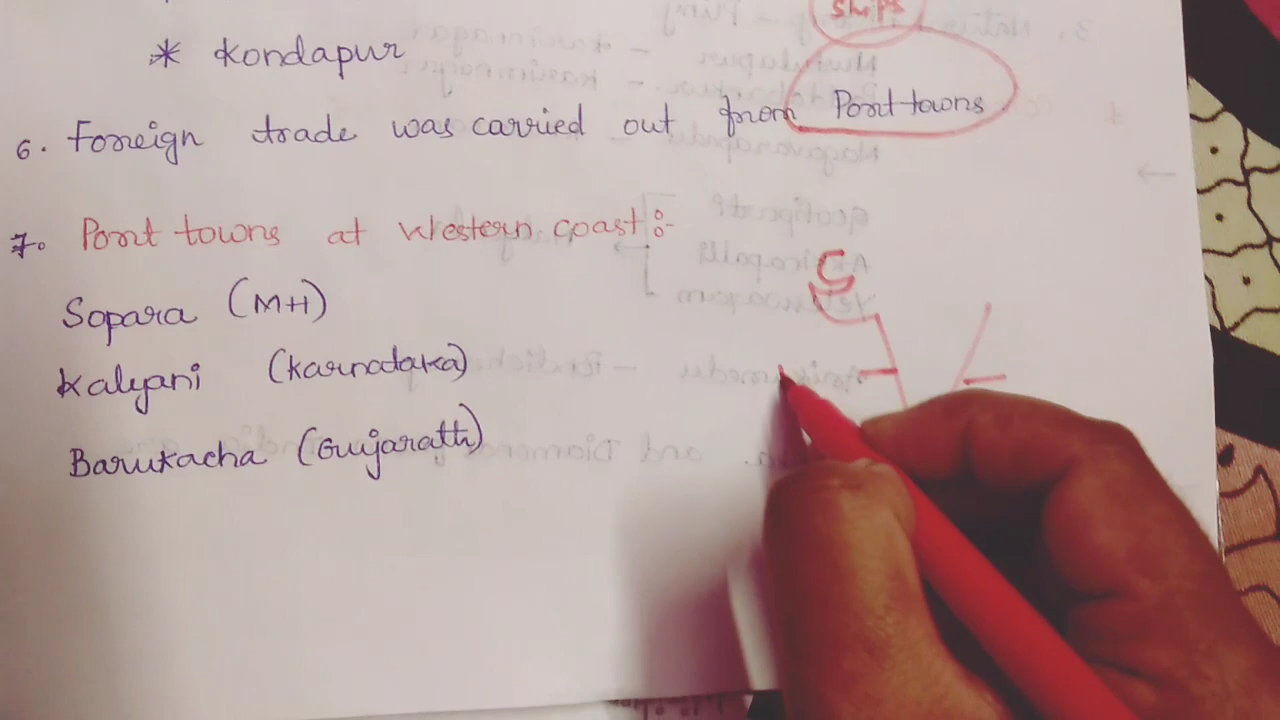 ships
* Kondapur
6. Foreign trade was carried out from Port towns
7. Port towns at western coast :-
Sopara (MH)
Kalyani (Karnataka)
Barukacha (Gujarath)